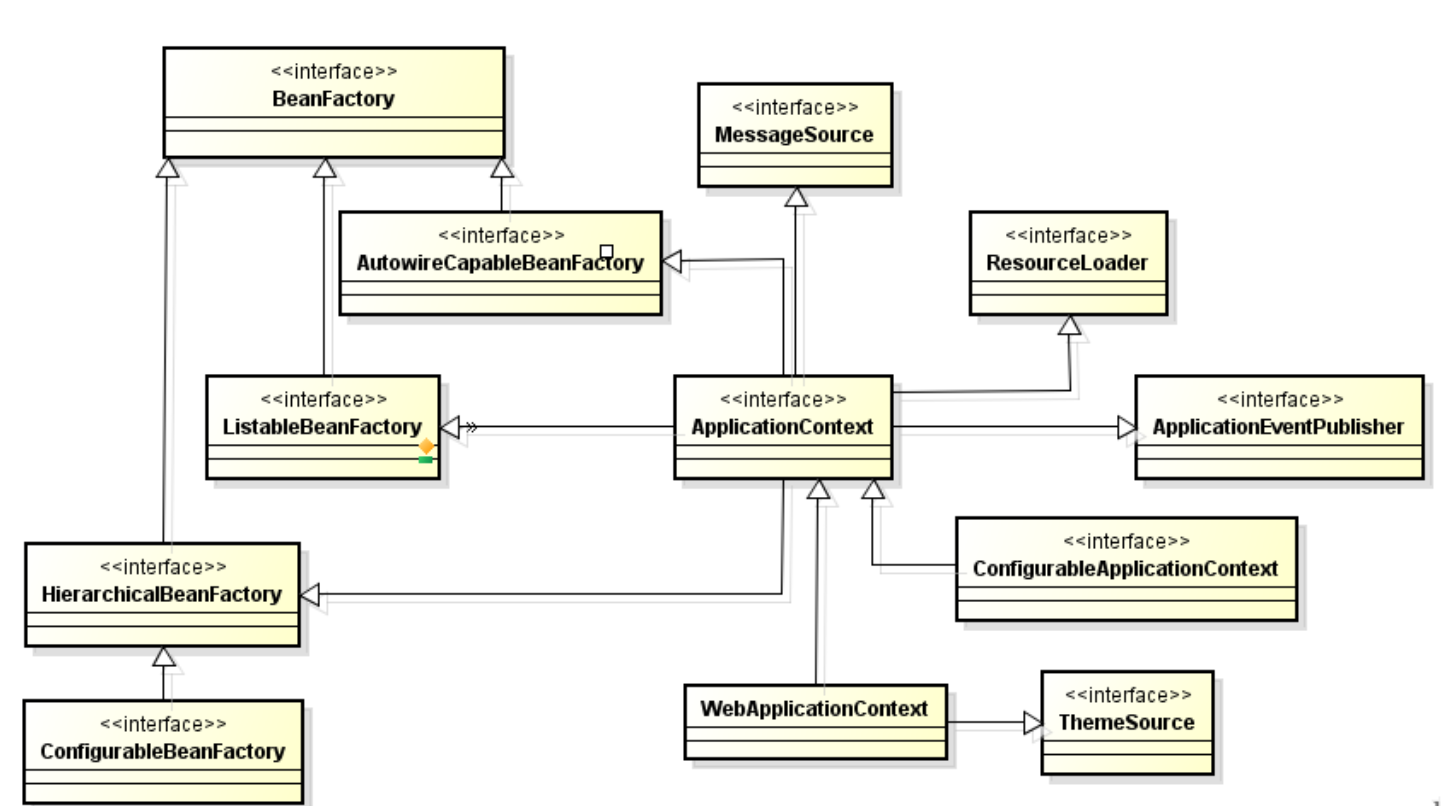 <<interface>>
BeanFactory
<<interface>>
MessageSource
<<interface>>
AutowireCapableBeanFactory
<<interface>>
ResourceLoader
<<interface>>
ListableBeanFactory
<<interface>>
ApplicationContext
<<interface>>
ApplicationEventPublisher
<<interface>>
HierarchicalBeanFactory
<<interface>>
ConfigurableApplicationContext
<<interface>>
ConfigurableBeanFactory
WebApplicationContext
<<interface>>
ThemeSource